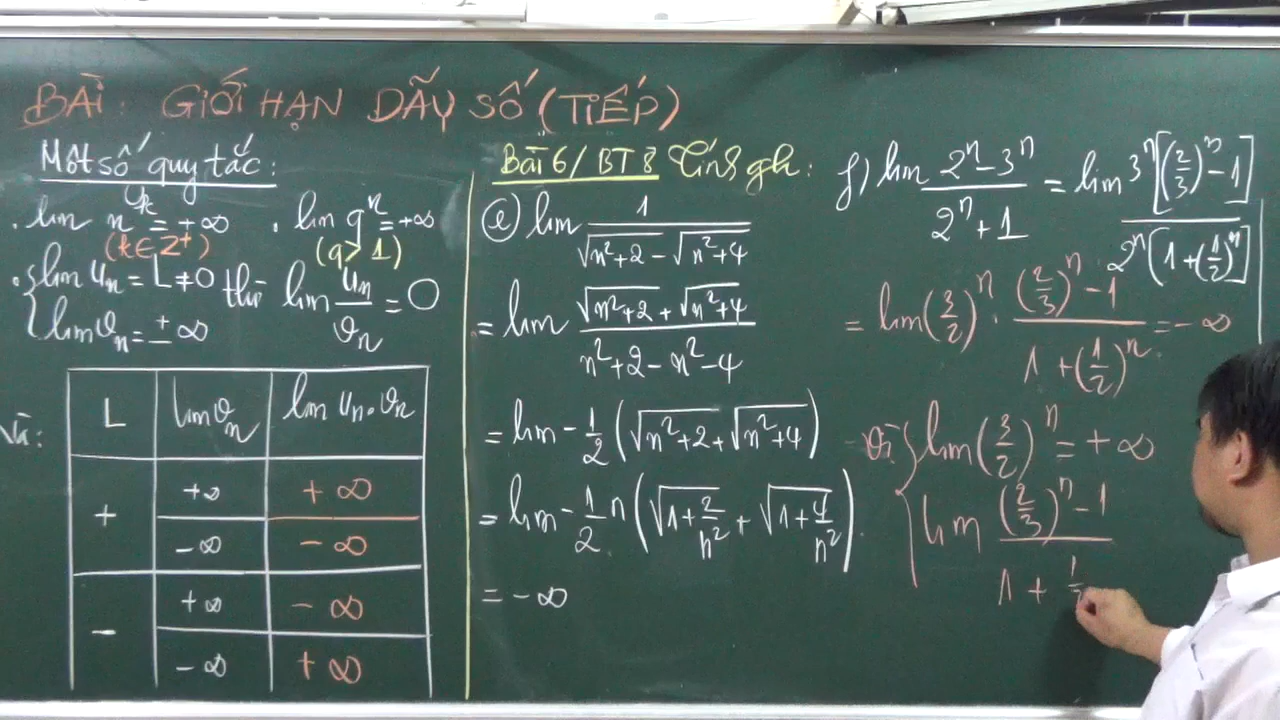 BÀI: GIỚI HẠN DÃY SỐ (TIẾP)
Một số quy tắc:
. lim n^k = +∞ . lim q^n = +∞
(k ∈ Z^+) (q > 1)
. { lim u_n = L ≠ 0 thì lim u_n/v_n = 0
lim v_n = ± ∞
L | lim v_n | lim u_n . v_n
+ | +∞ | +∞
-∞ | -∞
- | +∞ | -∞
-∞ | +∞
Bài 6/ BT 8 Tính gh:
e) lim 1/(√(n²+2) - √(n²+4))
= lim (√(n²+2) + √(n²+4))/(n²+2-n²-4)
= lim -1/2 (√(n²+2) + √(n²+4))
= lim -1/2 n (√(1+2/n²) + √(1+4/n²))
= -∞
f) lim (2^n - 3^n)/(2^n + 1) = lim 3^n[(2/3)^n - 1]/2^n[1+(1/2)^n]
= lim (3/2)^n . ((2/3)^n - 1)/(1 + (1/2)^n) = -∞
Vì { lim (3/2)^n = +∞
lim ((2/3)^n - 1)/(1 +